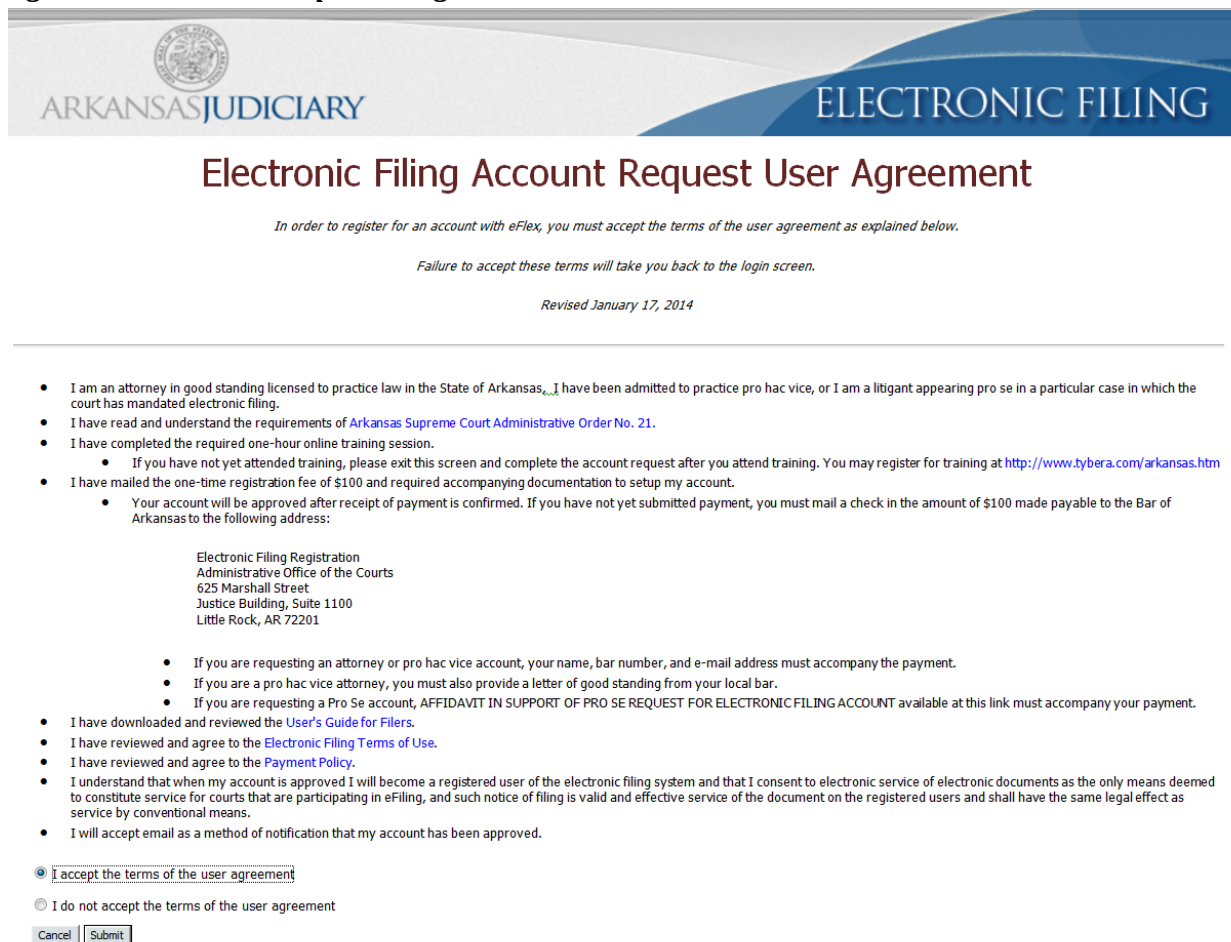 ARKANSASJUDICIARY
ELECTRONIC FILING
Electronic Filing Account Request User Agreement
In order to register for an account with eFlex, you must accept the terms of the user agreement as explained below.
Failure to accept these terms will take you back to the login screen.
Revised January 17, 2014
• I am an attorney in good standing licensed to practice law in the State of Arkansas, I have been admitted to practice pro hac vice, or I am a litigant appearing pro se in a particular case in which the
court has mandated electronic filing.
• I have read and understand the requirements of Arkansas Supreme Court Administrative Order No. 21.
• I have completed the required one-hour online training session.
• If you have not yet attended training, please exit this screen and complete the account request after you attend training. You may register for training at http://www.tybera.com/arkansas.htm
• I have mailed the one-time registration fee of $100 and required accompanying documentation to setup my account.
• Your account will be approved after receipt of payment is confirmed. If you have not yet submitted payment, you must mail a check in the amount of $100 made payable to the Bar of
Arkansas to the following address:
Electronic Filing Registration
Administrative Office of the Courts
625 Marshall Street
Justice Building, Suite 1100
Little Rock, AR 72201
• If you are requesting an attorney or pro hac vice account, your name, bar number, and e-mail address must accompany the payment.
• If you are a pro hac vice attorney, you must also provide a letter of good standing from your local bar.
• If you are requesting a Pro Se account, AFFIDAVIT IN SUPPORT OF PRO SE REQUEST FOR ELECTRONIC FILING ACCOUNT available at this link must accompany your payment.
• I have downloaded and reviewed the User's Guide for Filers.
• I have reviewed and agree to the Electronic Filing Terms of Use.
• I have reviewed and agree to the Payment Policy.
• I understand that when my account is approved I will become a registered user of the electronic filing system and that I consent to electronic service of electronic documents as the only means deemed
to constitute service for courts that are participating in eFiling, and such notice of filing is valid and effective service of the document on the registered users and shall have the same legal effect as
service by conventional means.
• I will accept email as a method of notification that my account has been approved.
I accept the terms of the user agreement
I do not accept the terms of the user agreement
Cancel Submit